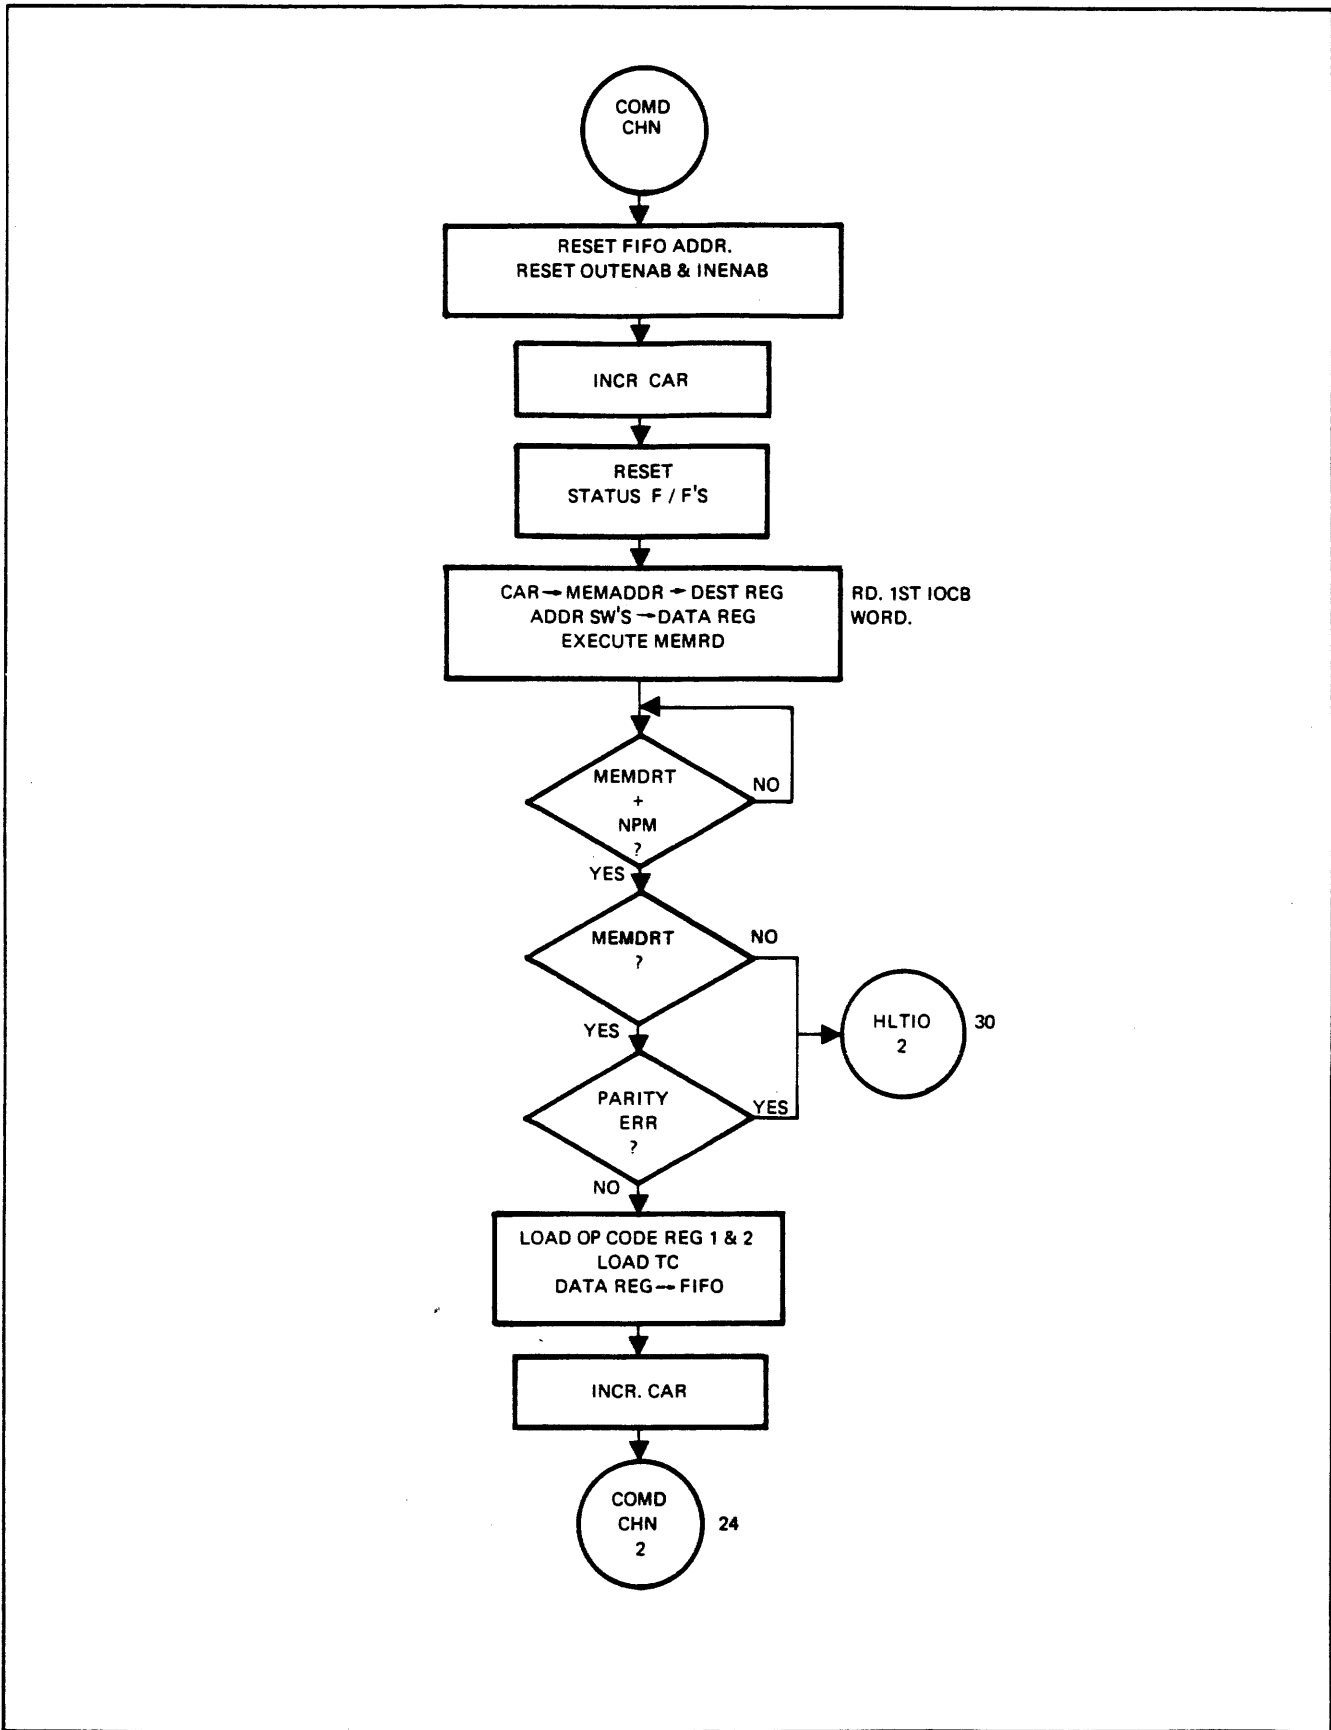 COMD
CHN
RESET FIFO ADDR.
RESET OUTENAB & INENAB
INCR CAR
RESET
STATUS F / F'S
CAR→MEMADDR→DEST REG
ADDR SW'S→DATA REG
EXECUTE MEMRD
RD. 1ST IOCB
WORD.
MEMDRT
+
NPM
?
NO
YES
MEMDRT
?
NO
YES
HLTIO
2
30
PARITY
ERR
?
YES
NO
LOAD OP CODE REG 1 & 2
LOAD TC
DATA REG→FIFO
INCR. CAR
COMD
CHN
2
24